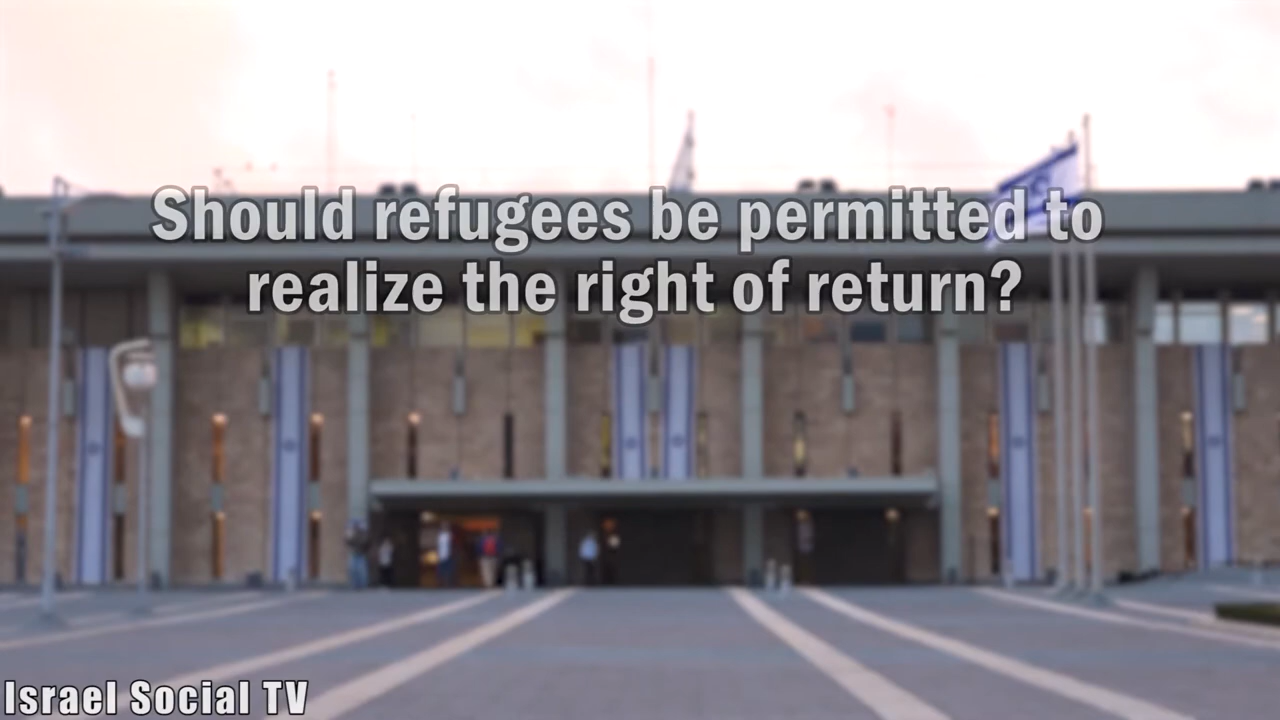 Should refugees be permitted to
realize the right of return?
Israel Social TV